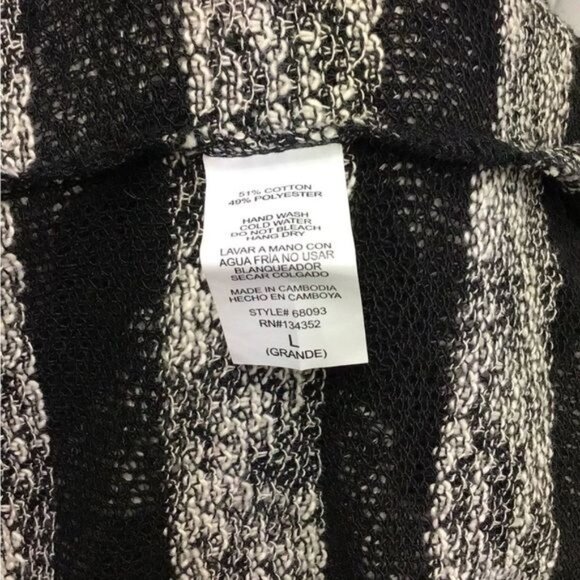 51% COTTON
49% POLYESTER
HAND WASH
COLD WATER
DO NOT BLEACH
HANG DRY
LAVAR A MANO CON
AGUA FRÍA NO USAR
BLANQUEADOR
SECAR COLGADO
MADE IN CAMBODIA
HECHO EN CAMBOYA
STYLE# 68093
RN#134352
L
(GRANDE)